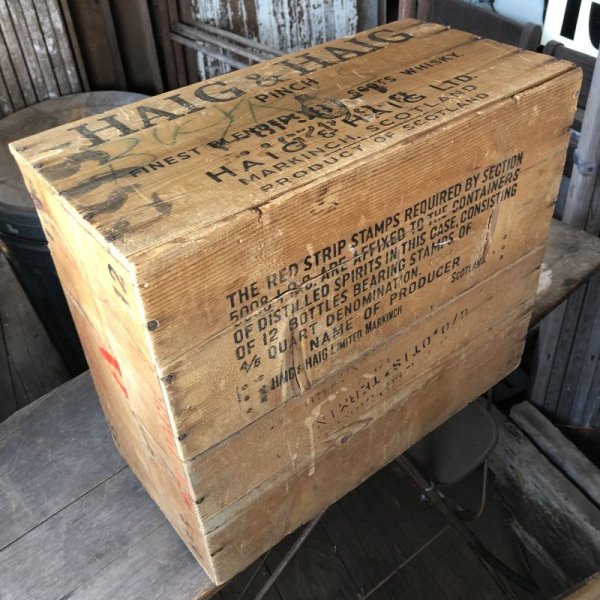 HAIG & HAIG
PINCH
FINEST BLENDED SCOTS WHISKY
HAIG & HAIG LTD.
MARKINCH, SCOTLAND
PRODUCT OF SCOTLAND
THE RED STRIP STAMPS REQUIRED BY SECTION
5008 I.R.C. ARE AFFIXED TO THE CONTAINERS
OF DISTILLED SPIRITS IN THIS CASE, CONSISTING
OF 12 BOTTLES BEARING STAMPS OF
4/5 QUART DENOMINATION.
NAME OF PRODUCER
HAIG & HAIG LIMITED, MARKINCH SCOTLAND.